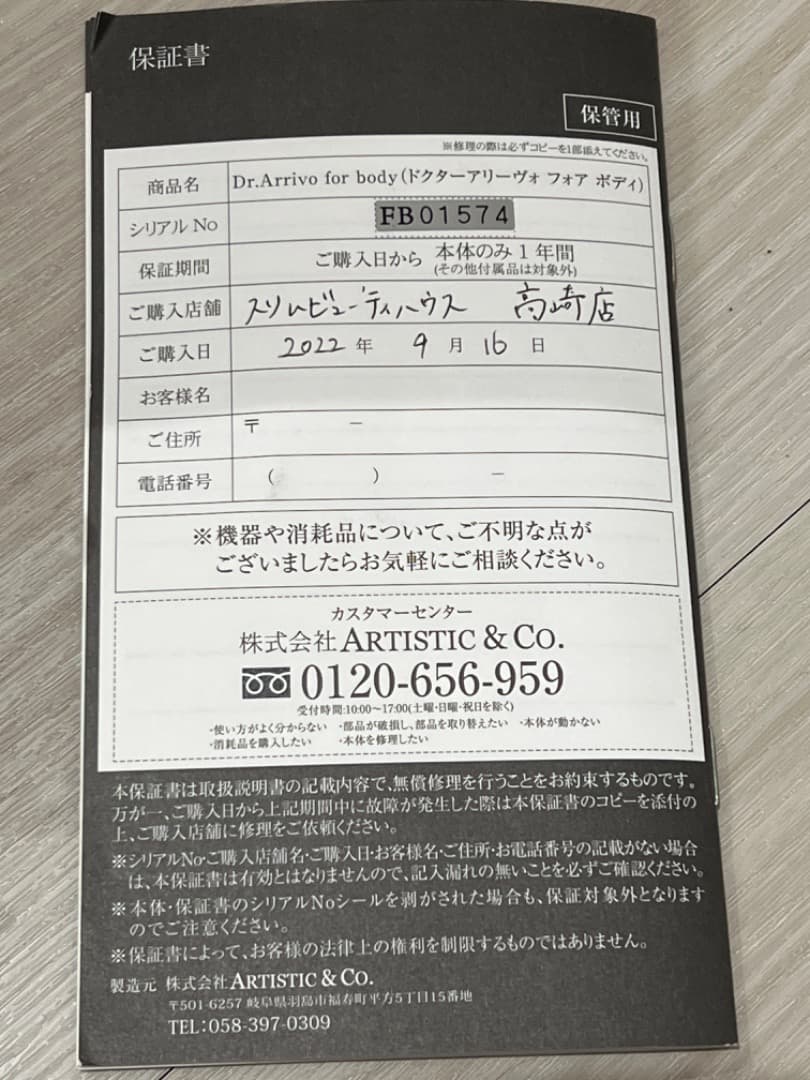 保証書
保管用
※修理の際は必ずコピーを1部添えてください。
商品名 Dr.Arrivo for body(ドクターアリーヴォ フォア ボディ)
シリアルNo FB01574
保証期間 ご購入日から 本体のみ1年間
(その他付属品は対象外)
ご購入店舗 スリムビューティハウス 高崎店
ご購入日 2022年 9月 16日
お客様名
ご住所 〒 －
電話番号 ( ) －
※機器や消耗品について、ご不明な点が
ございましたらお気軽にご相談ください。
カスタマーセンター
株式会社ARTISTIC & CO.
0120-656-959
受付時間:10:00〜17:00(土曜・日曜・祝日を除く)
・使い方がよく分からない ・部品が破損し、部品を取り替えたい ・本体が動かない
・消耗品を購入したい ・本体を修理したい
本保証書は取扱説明書の記載内容で、無償修理を行うことをお約束するものです。
万が一、ご購入日から上記期間中に故障が発生した際は本保証書のコピーを添付の
上、ご購入店舗に修理をご依頼ください。
※シリアルNo・ご購入店舗名・ご購入日・お客様名・ご住所・お電話番号の記載がない場合
は、本保証書は有効とはなりませんので、記入漏れの無いことを必ずご確認ください。
※本体・保証書のシリアルNoシールを剥がされた場合も、保証対象外となります
のでご注意ください。
※保証書によって、お客様の法律上の権利を制限するものではありません。
製造元 株式会社ARTISTIC & CO.
〒501-6257 岐阜県羽島市福寿町平方5丁目15番地
TEL:058-397-0309